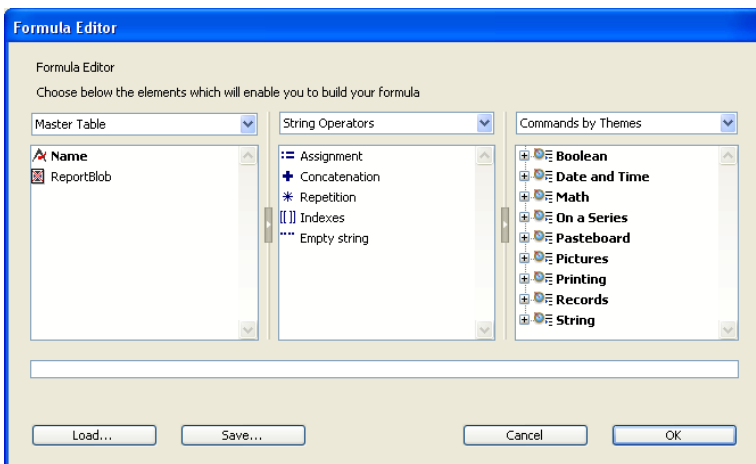 Formula Editor
Formula Editor
Choose below the elements which will enable you to build your formula
Master Table
String Operators
Commands by Themes
Name
ReportBlob
:= Assignment
+ Concatenation
* Repetition
[[ ]] Indexes
"" Empty string
Boolean
Date and Time
Math
On a Series
Pasteboard
Pictures
Printing
Records
String
Load...
Save...
Cancel
OK